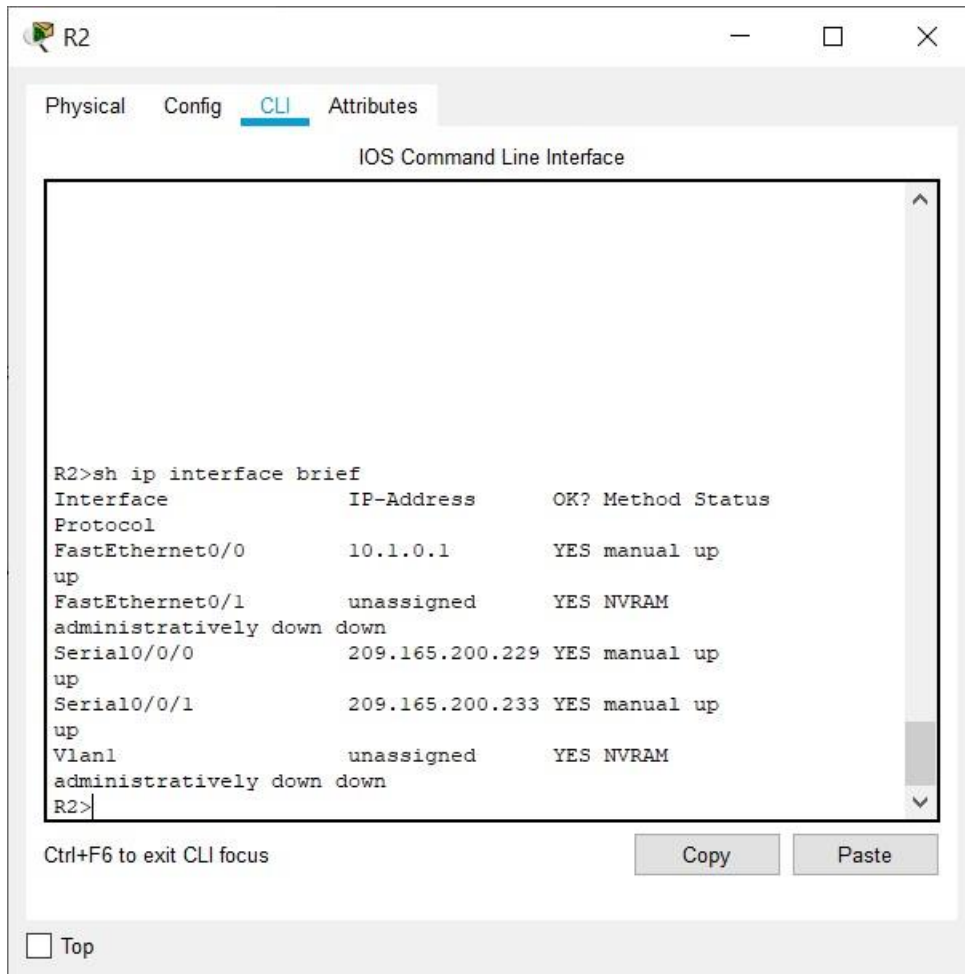 R2
Physical Config CLI Attributes
IOS Command Line Interface
R2>sh ip interface brief
Interface IP-Address OK? Method Status
Protocol
FastEthernet0/0 10.1.0.1 YES manual up
up
FastEthernet0/1 unassigned YES NVRAM
administratively down down
Serial0/0/0 209.165.200.229 YES manual up
up
Serial0/0/1 209.165.200.233 YES manual up
up
Vlan1 unassigned YES NVRAM
administratively down down
R2>
Ctrl+F6 to exit CLI focus Copy Paste
Top